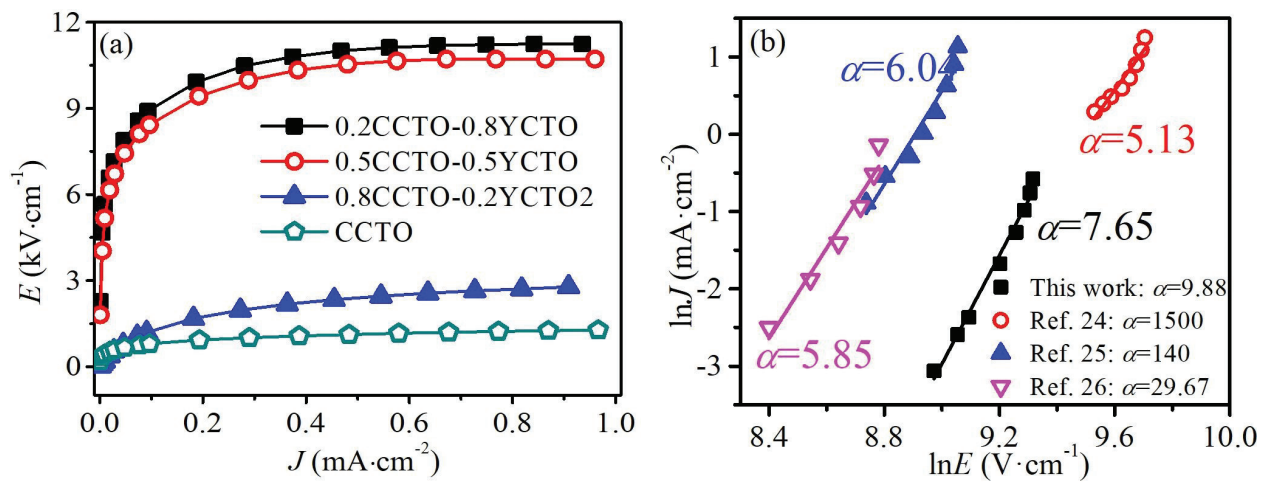 (a)
12
9
6
3
0
E (kV·cm⁻¹)
0.2CCTO-0.8YCTO
0.5CCTO-0.5YCTO
0.8CCTO-0.2YCTO2
CCTO
0.0 0.2 0.4 0.6 0.8 1.0
J (mA·cm⁻²)
(b)
1
0
-1
-2
-3
lnJ (mA·cm⁻²)
α=6.04
α=5.13
α=7.65
α=5.85
This work: α=9.88
Ref. 24: α=1500
Ref. 25: α=140
Ref. 26: α=29.67
8.4 8.8 9.2 9.6 10.0
lnE (V·cm⁻¹)